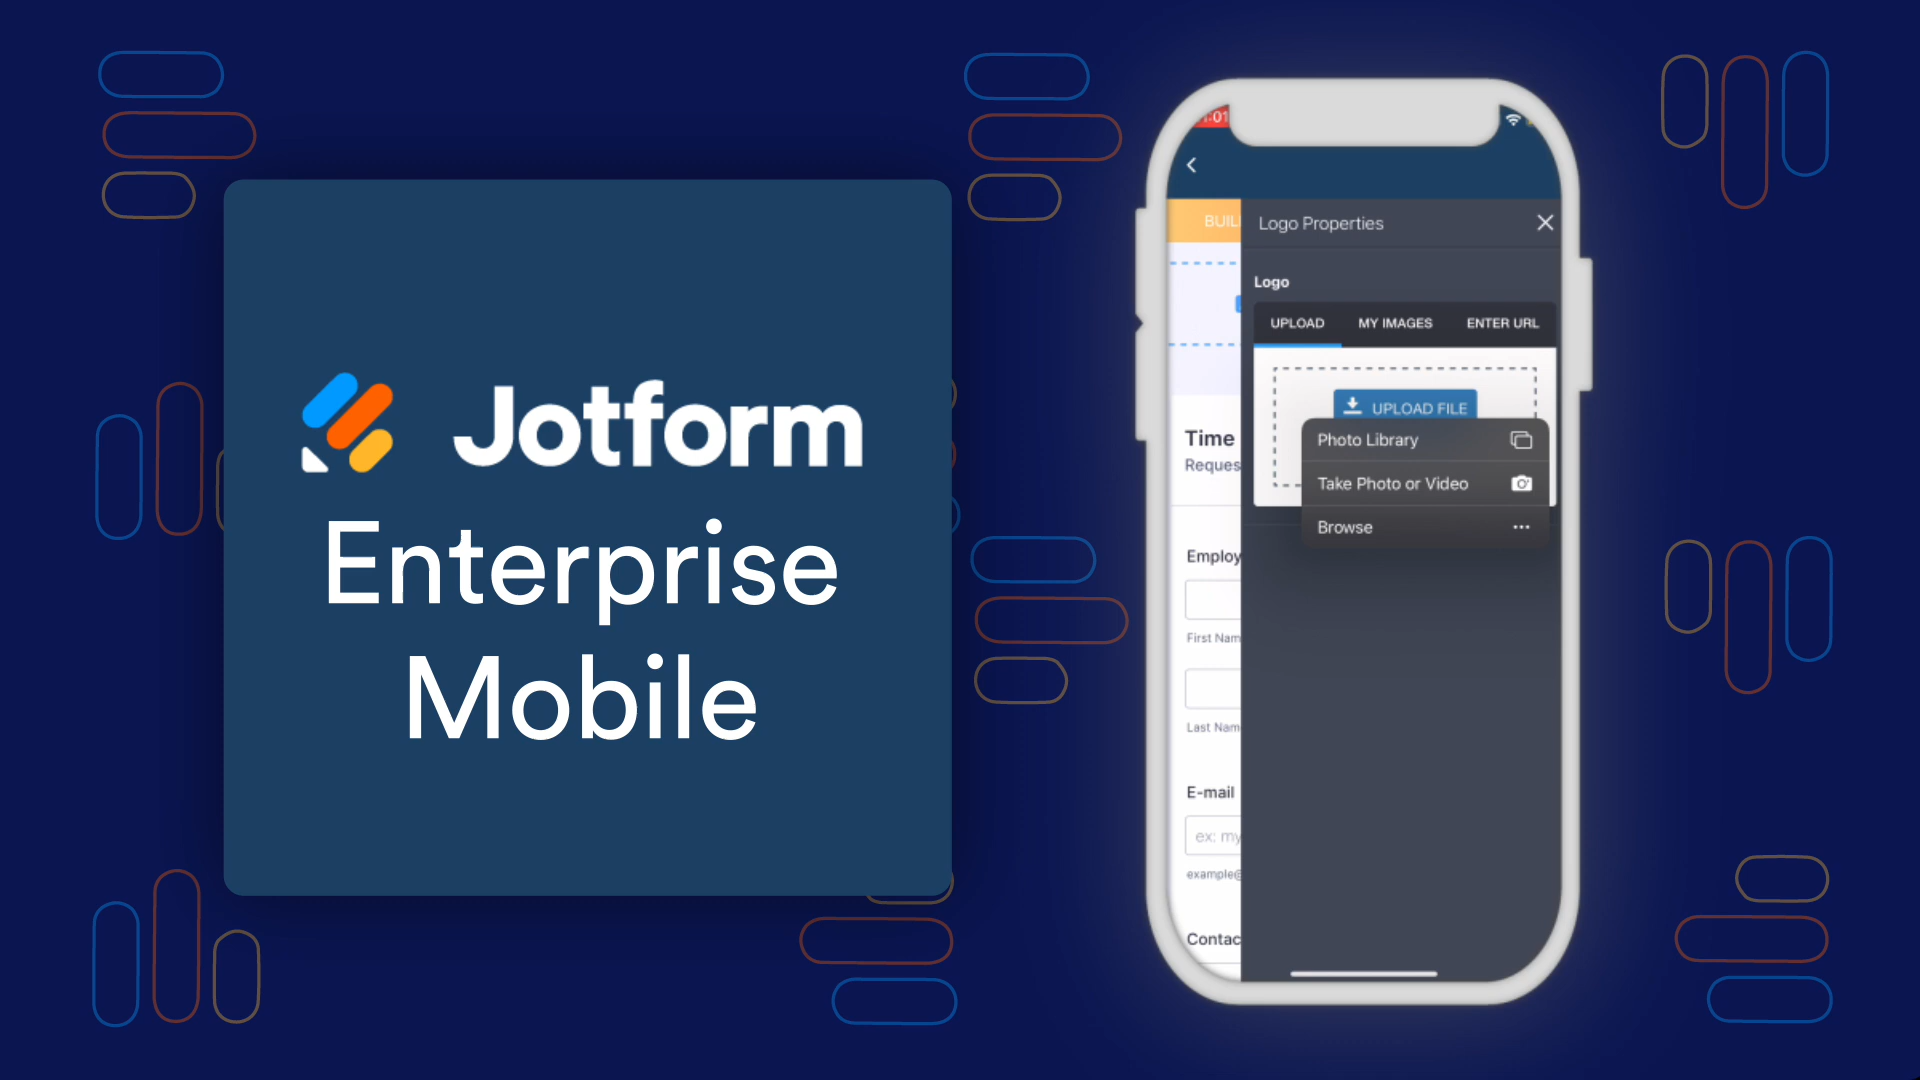 Jotform
Enterprise
Mobile
Logo Properties
Logo
UPLOAD MY IMAGES ENTER URL
UPLOAD FILE
Photo Library
Take Photo or Video
Browse
Time
E-mail